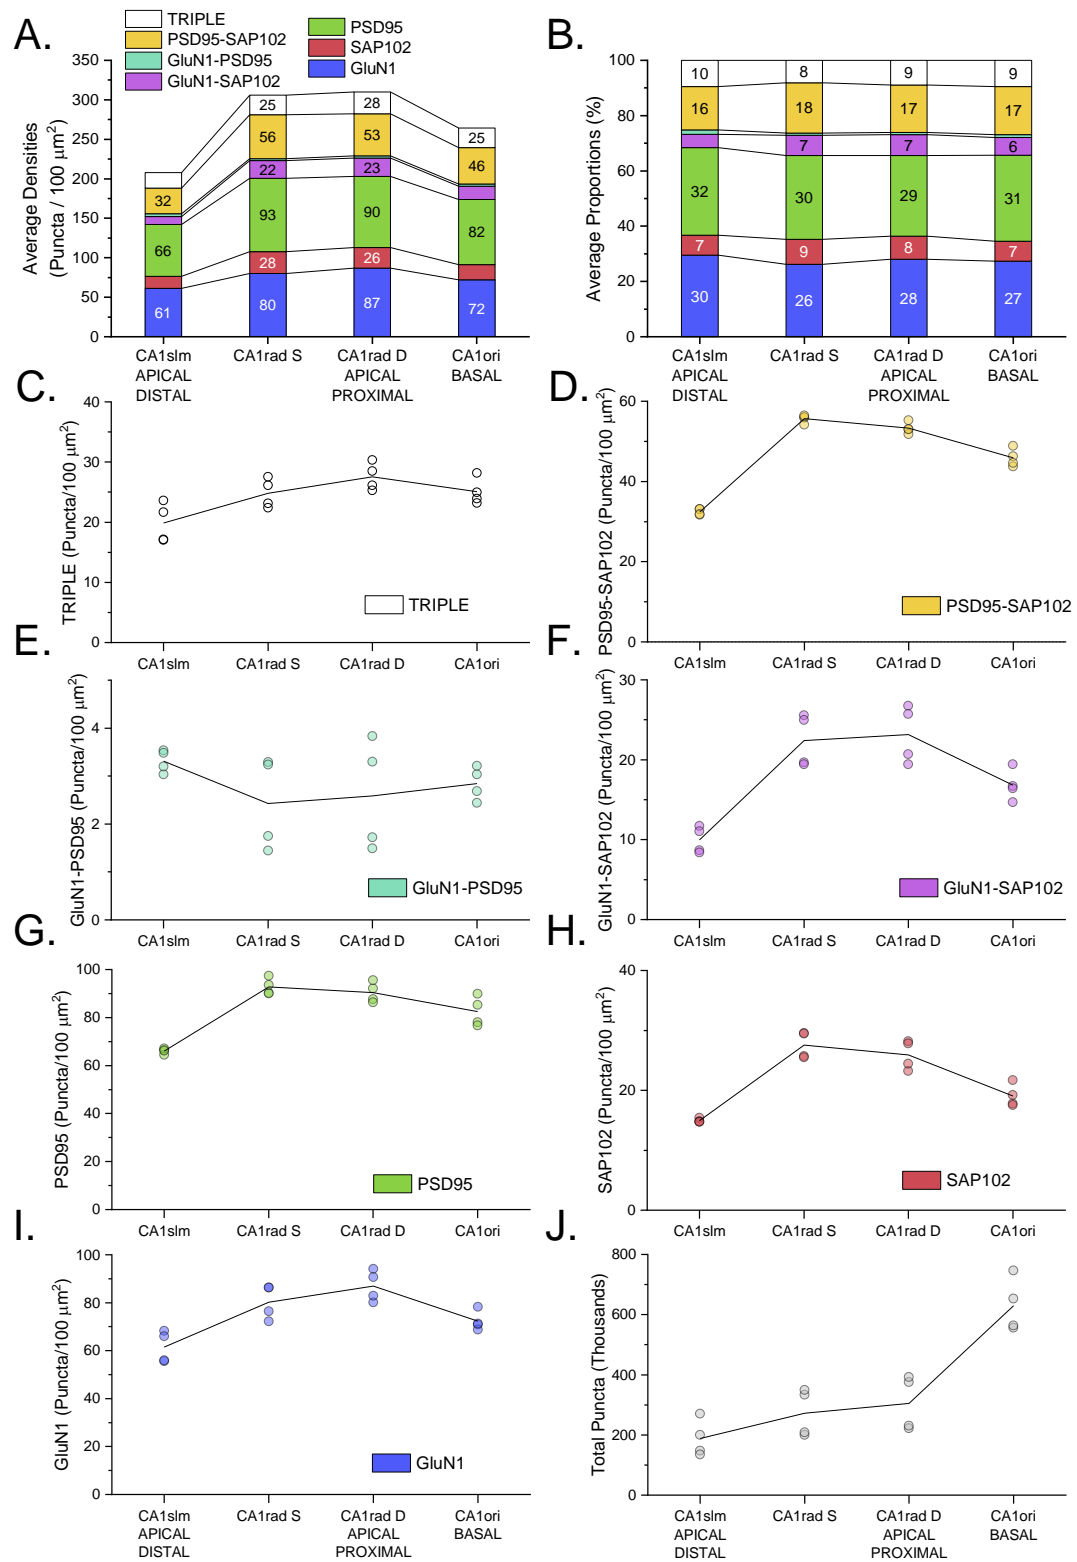 A.
TRIPLE
PSD95-SAP102
GluN1-PSD95
GluN1-SAP102
PSD95
SAP102
GluN1
Average Densities
(Puncta / 100 μm²)
350
300
250
200
150
100
50
0
32
66
61
25
56
22
93
28
80
28
53
23
90
26
87
25
46
82
72
CA1slm
APICAL
DISTAL
CA1rad S
CA1rad D
APICAL
PROXIMAL
CA1ori
BASAL
B.
Average Proportions (%)
100
80
60
40
20
0
10
16
32
7
30
8
18
7
30
9
26
9
17
7
29
8
28
9
17
6
31
7
27
CA1slm
APICAL
DISTAL
CA1rad S
CA1rad D
APICAL
PROXIMAL
CA1ori
BASAL
C.
TRIPLE (Puncta/100 μm²)
40
30
20
10
0
TRIPLE
CA1slm
CA1rad S
CA1rad D
CA1ori
D.
PSD95-SAP102 (Puncta/100 μm²)
60
40
20
0
PSD95-SAP102
CA1slm
CA1rad S
CA1rad D
CA1ori
E.
GluN1-PSD95 (Puncta/100 μm²)
4
2
0
GluN1-PSD95
CA1slm
CA1rad S
CA1rad D
CA1ori
F.
GluN1-SAP102 (Puncta/100 μm²)
30
20
10
0
GluN1-SAP102
CA1slm
CA1rad S
CA1rad D
CA1ori
G.
PSD95 (Puncta/100 μm²)
100
80
60
40
20
0
PSD95
CA1slm
CA1rad S
CA1rad D
CA1ori
H.
SAP102 (Puncta/100 μm²)
40
30
20
10
0
SAP102
CA1slm
CA1rad S
CA1rad D
CA1ori
I.
GluN1 (Puncta/100 μm²)
100
80
60
40
20
0
GluN1
CA1slm
APICAL
DISTAL
CA1rad S
CA1rad D
APICAL
PROXIMAL
CA1ori
BASAL
J.
Total Puncta (Thousands)
800
600
400
200
0
CA1slm
APICAL
DISTAL
CA1rad S
CA1rad D
APICAL
PROXIMAL
CA1ori
BASAL